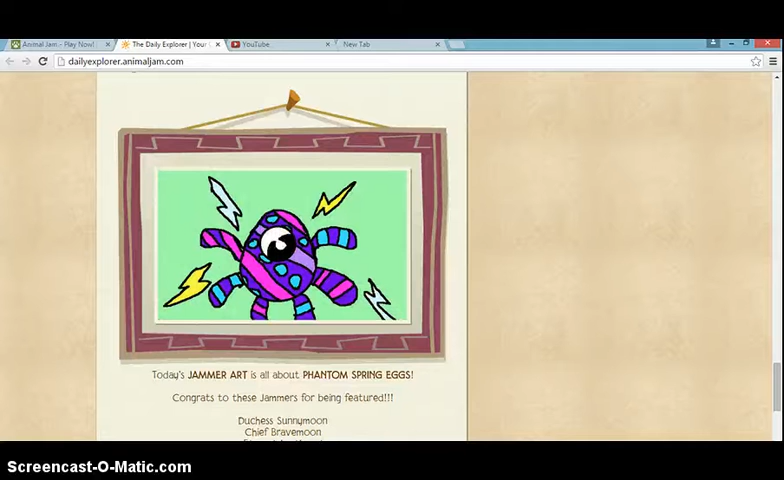 Animal Jam - Play Now!
The Daily Explorer | Your
YouTube
New Tab
dailyexplorer.animaljam.com
Today's JAMMER ART is all about PHANTOM SPRING EGGS!
Congrats to these Jammers for being featured!!!
Duchess Sunnymoon
Chief Bravemoon
Screencast-O-Matic.com